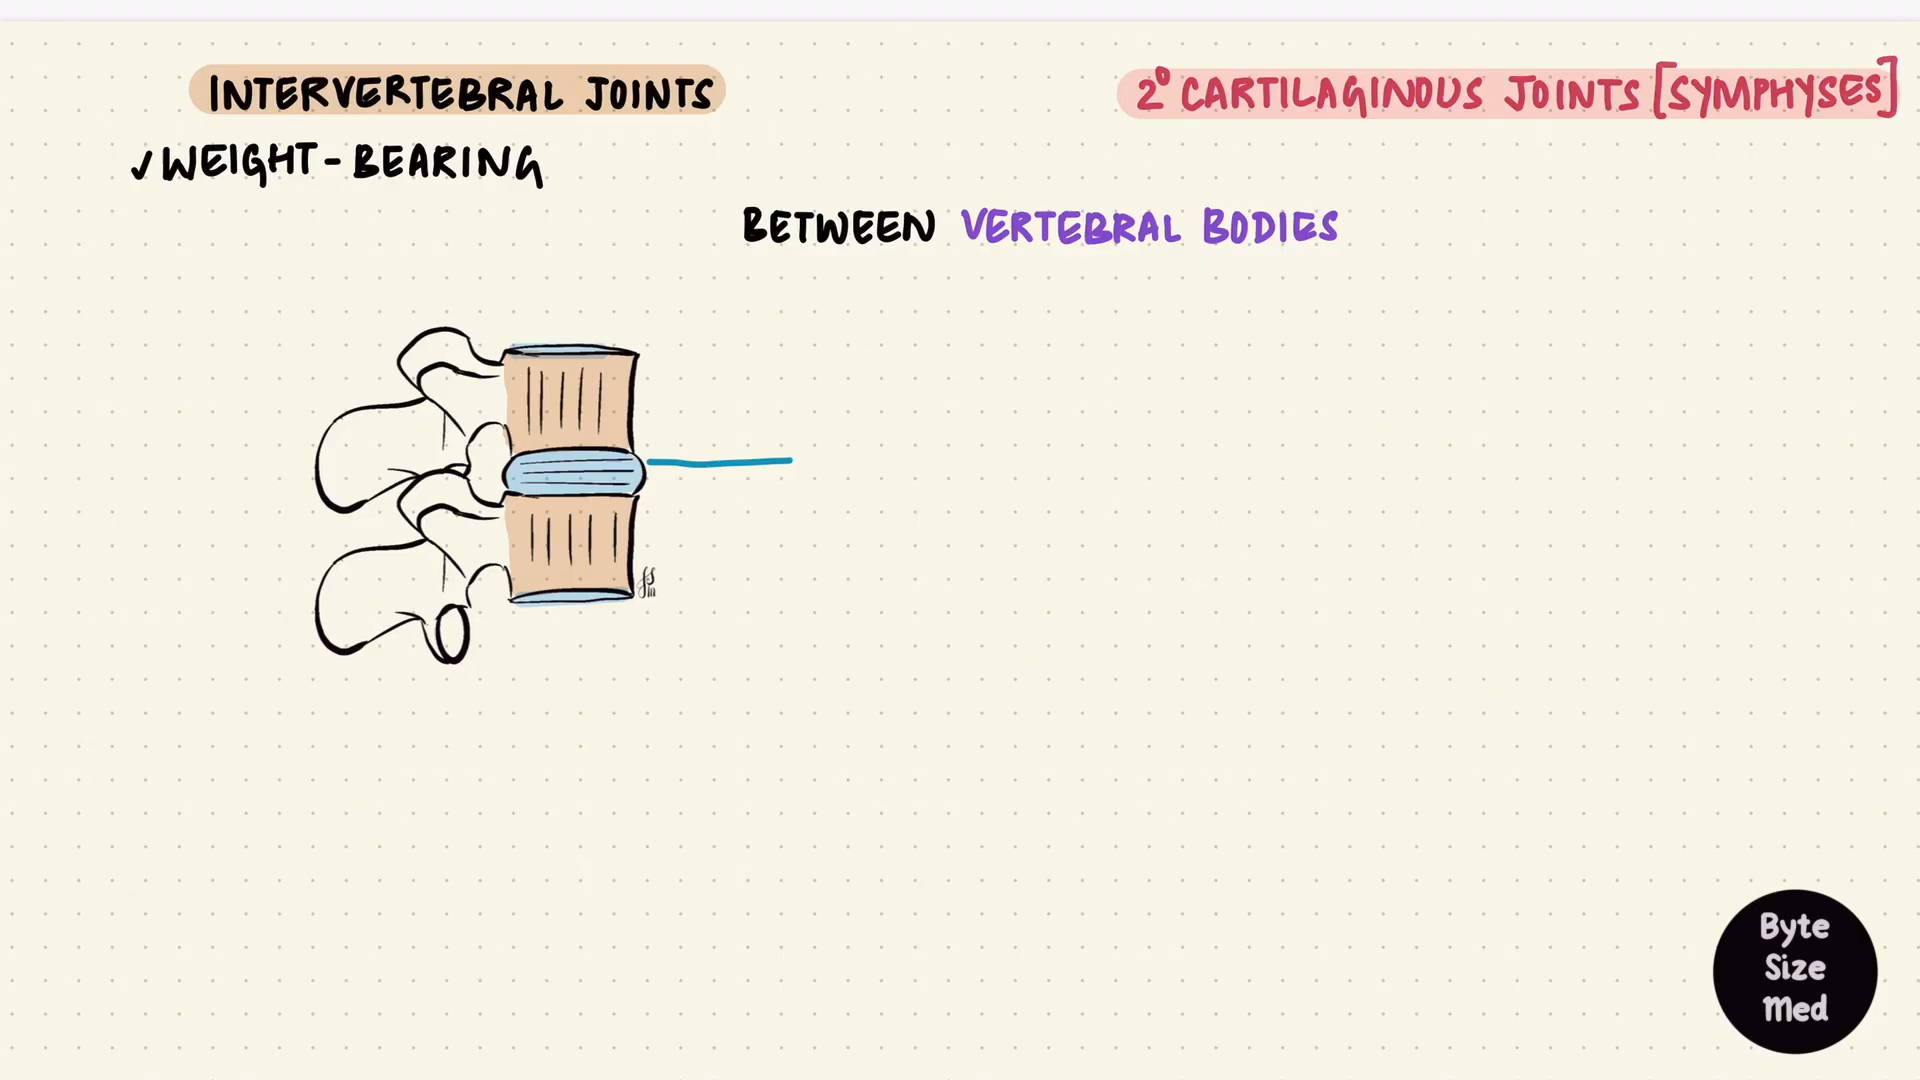 INTERVERTEBRAL JOINTS
2° CARTILAGINOUS JOINTS [SYMPHYSES]
✓ WEIGHT-BEARING
BETWEEN VERTEBRAL BODIES
Byte
Size
Med